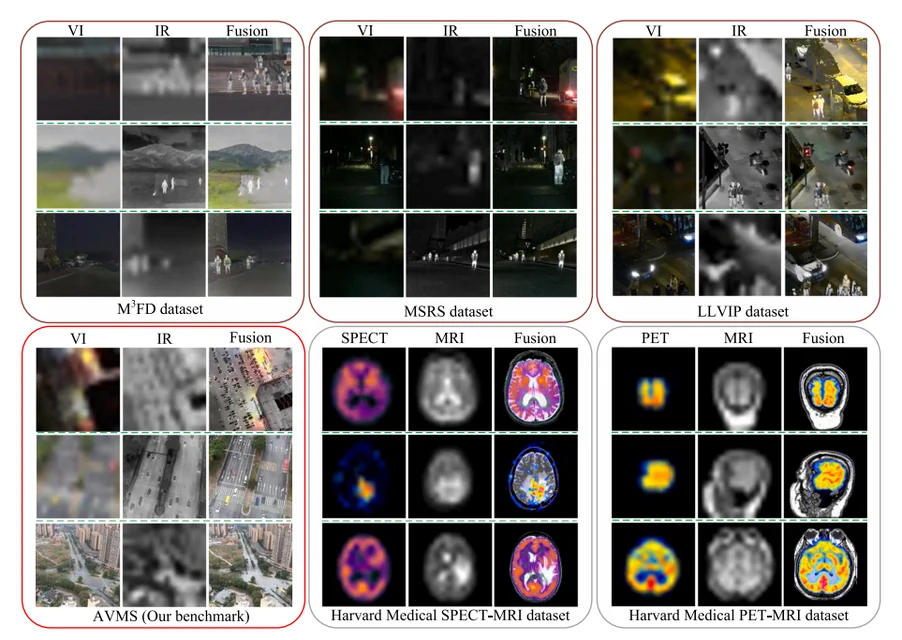 VI IR Fusion
M³FD dataset
VI IR Fusion
MSRS dataset
VI IR Fusion
LLVIP dataset
VI IR Fusion
AVMS (Our benchmark)
SPECT MRI Fusion
Harvard Medical SPECT-MRI dataset
PET MRI Fusion
Harvard Medical PET-MRI dataset